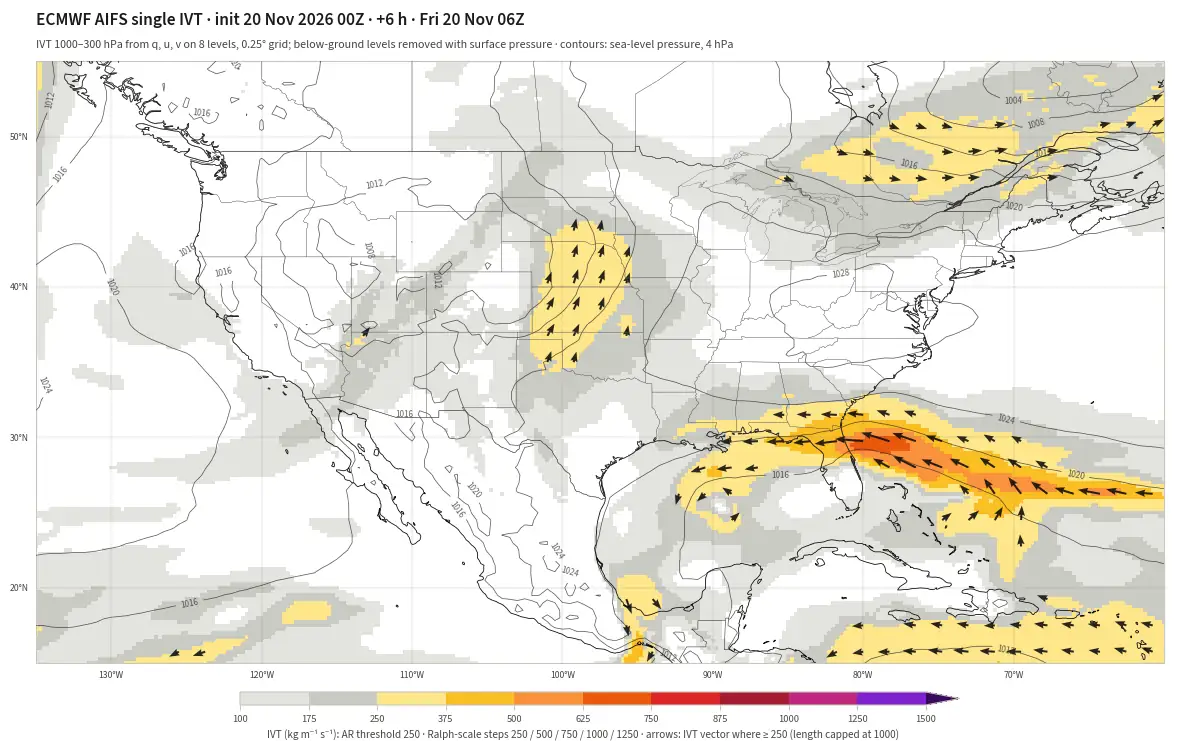 ECMWF AIFS single IVT · init 20 Nov 2026 00Z · +6 h · Fri 20 Nov 06Z
IVT 1000–300 hPa from q, u, v on 8 levels, 0.25° grid; below-ground levels removed with surface pressure · contours: sea-level pressure, 4 hPa
1012
1016
1004
1008
50°N
1016
1016
1012
1020
1016
1008
1016
1028
1012
1020
40°N
1024
1016
1024
30°N
1020
1016
1020
1016
1024
1024
20°N
1016
130°W 120°W 110°W 100°W 90°W 80°W 70°W
100 175 250 375 500 625 750 875 1000 1250 1500
IVT (kg m⁻¹ s⁻¹): AR threshold 250 · Ralph-scale steps 250 / 500 / 750 / 1000 / 1250 · arrows: IVT vector where ≥ 250 (length capped at 1000)